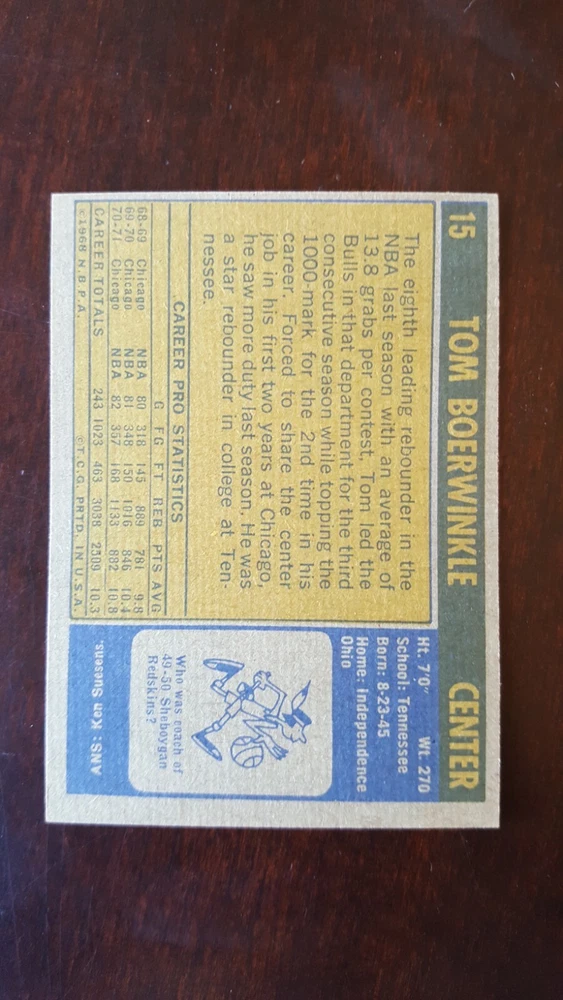 15 TOM BOERWINKLE CENTER
The eighth leading rebounder in the
NBA last season with an average of
13.8 grabs per contest, Tom led the
Bulls in that department for the third
consecutive season while topping the
1000-mark for the 2nd time in his
career. Forced to share the center
job in his first two years at Chicago,
he saw more duty last season. He was
a star rebounder in college at Ten-
nessee.
CAREER PRO STATISTICS
G FG FT REB PTS AVG
68-69 Chicago NBA 80 318 145 889 781 9.8
69-70 Chicago NBA 81 348 150 1016 846 10.4
70-71 Chicago NBA 82 357 168 1133 882 10.8
CAREER TOTALS 243 1023 463 3038 2509 10.3
©1968 N.B.P.A. ©T.C.G. PRTD. IN U.S.A.
Ht. 7'0" Wt. 270
School: Tennessee
Born: 8-23-45
Home: Independence
Ohio
Who was coach of
49-50 Sheboygan
Redskins?
ANS: Ken Suesens.